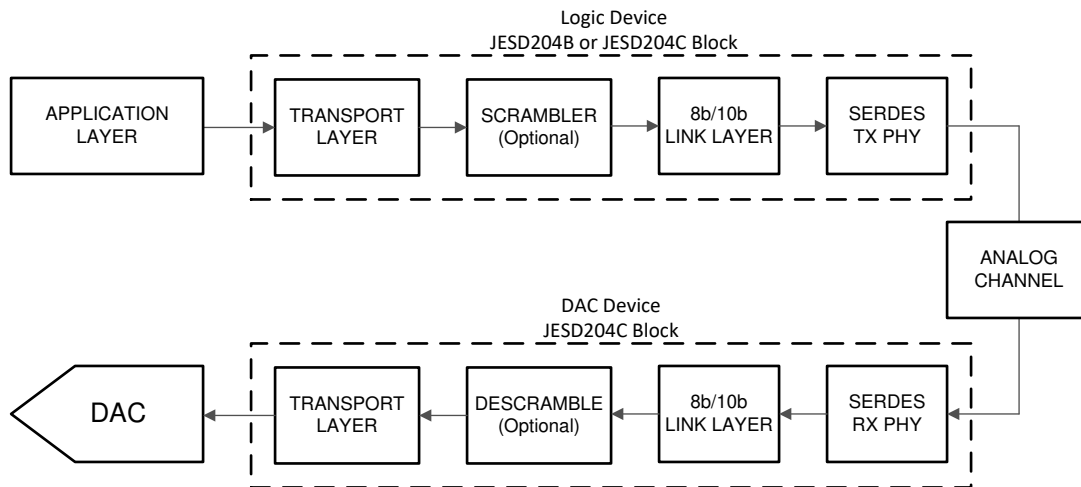 Logic Device
JESD204B or JESD204C Block
APPLICATION
LAYER
TRANSPORT
LAYER
SCRAMBLER
(Optional)
8b/10b
LINK LAYER
SERDES
TX PHY
ANALOG
CHANNEL
DAC Device
JESD204C Block
DAC
TRANSPORT
LAYER
DESCRAMBLE
(Optional)
8b/10b
LINK LAYER
SERDES
RX PHY